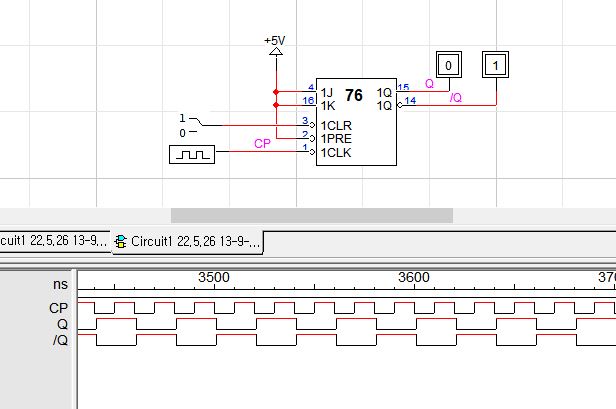 +5V
0 1
4 1J 76 1Q 15 Q
16 1K 1Q 14 /Q
1 3 1CLR
0 2 1PRE
CP 1 1CLK
cuit1 22,5,26 13-9,... Circuit1 22,5,26 13-9-...
ns 3500 3600 370
CP
Q
/Q